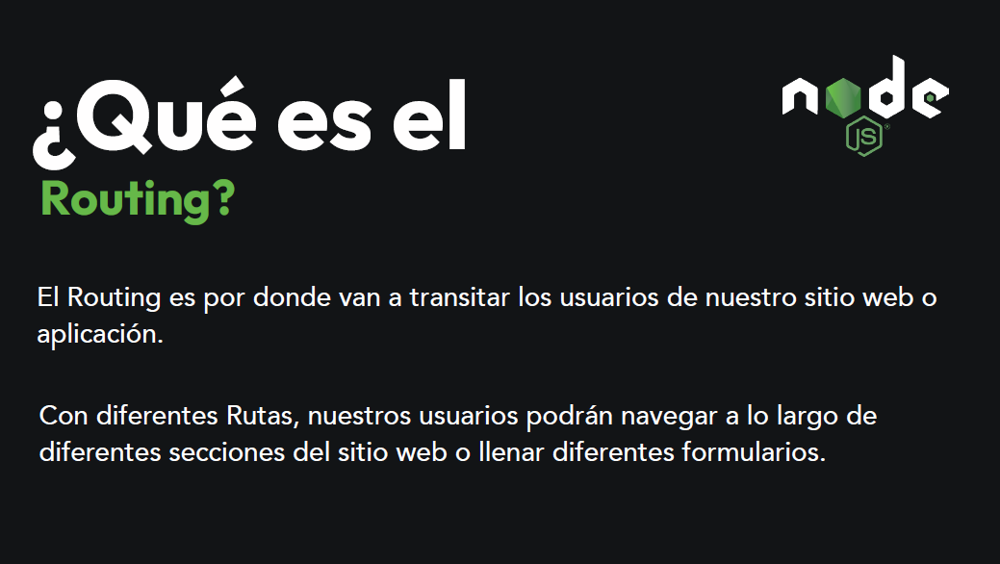 ¿Qué es el
Routing?
node
JS
®
El Routing es por donde van a transitar los usuarios de nuestro sitio web o
aplicación.
Con diferentes Rutas, nuestros usuarios podrán navegar a lo largo de
diferentes secciones del sitio web o llenar diferentes formularios.